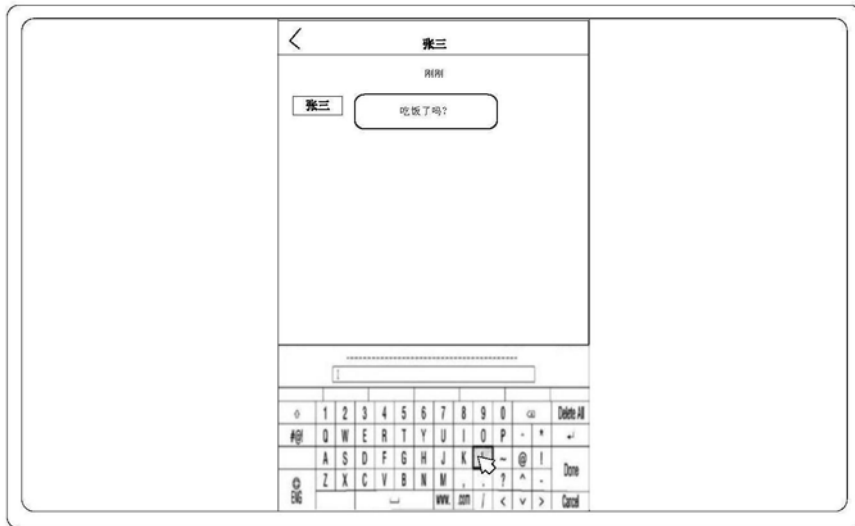 张三
刚刚
张三
吃饭了吗?
1 2 3 4 5 6 7 8 9 0 Delete All
#@! Q W E R T Y U I O P - *
A S D F G H J K ~ @ ! Done
Z X C V B N M , . ? ^ -
ENG www. .com / < v > Cancel